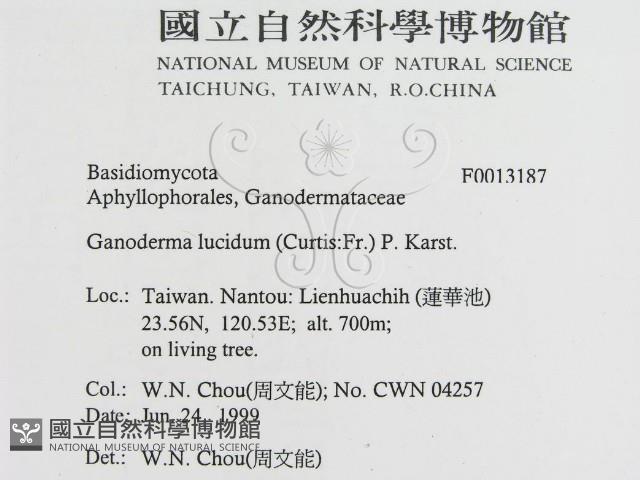 國立自然科學博物館
NATIONAL MUSEUM OF NATURAL SCIENCE
TAICHUNG, TAIWAN, R.O.CHINA
Basidiomycota F0013187
Aphyllophorales, Ganodermataceae
Ganoderma lucidum (Curtis:Fr.) P. Karst.
Loc.: Taiwan. Nantou: Lienhuachih (蓮華池)
23.56N, 120.53E; alt. 700m;
on living tree.
Col.: W.N. Chou(周文能); No. CWN 04257
Date: Jun 24, 1999
國立自然科學博物館
NATIONAL MUSEUM OF NATURAL SCIENCE
Det.: W.N. Chou(周文能)